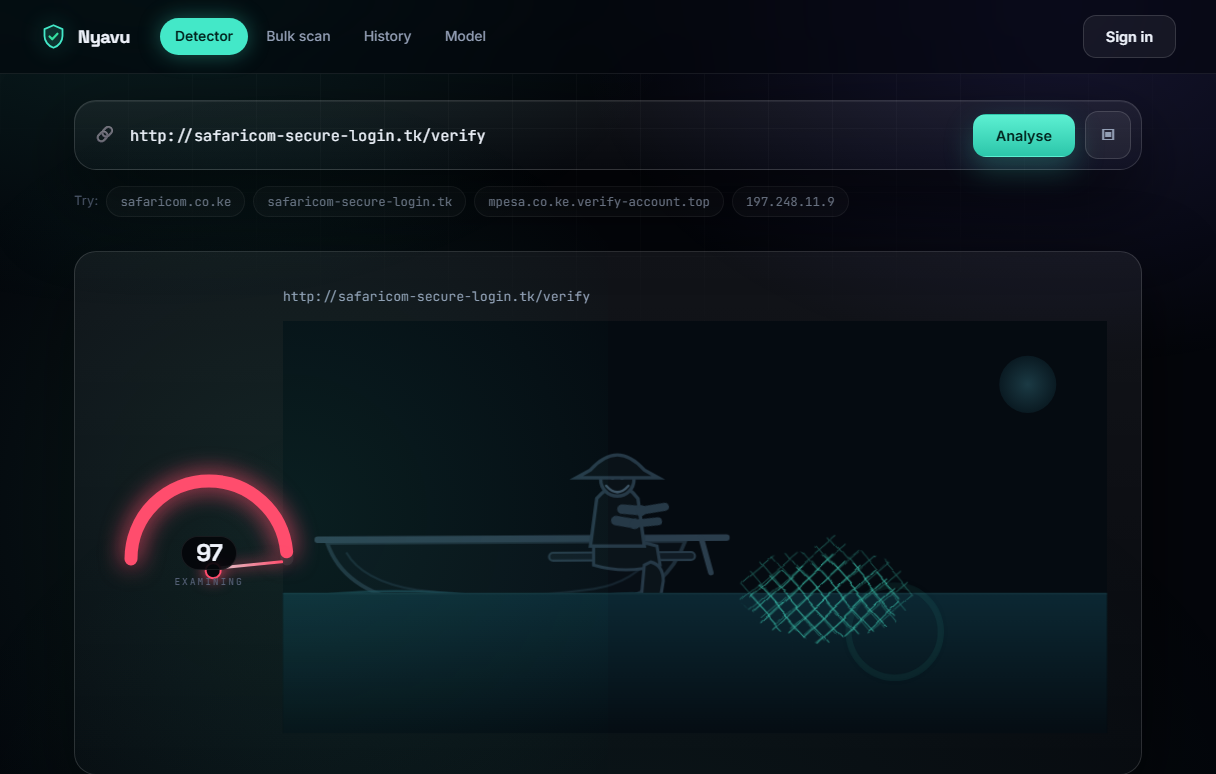 Nyavu
Detector
Bulk scan
History
Model
Sign in
http://safaricom-secure-login.tk/verify
Analyse
Try:
safaricom.co.ke
safaricom-secure-login.tk
mpesa.co.ke.verify-account.top
197.248.11.9
http://safaricom-secure-login.tk/verify
97
EXAMINING